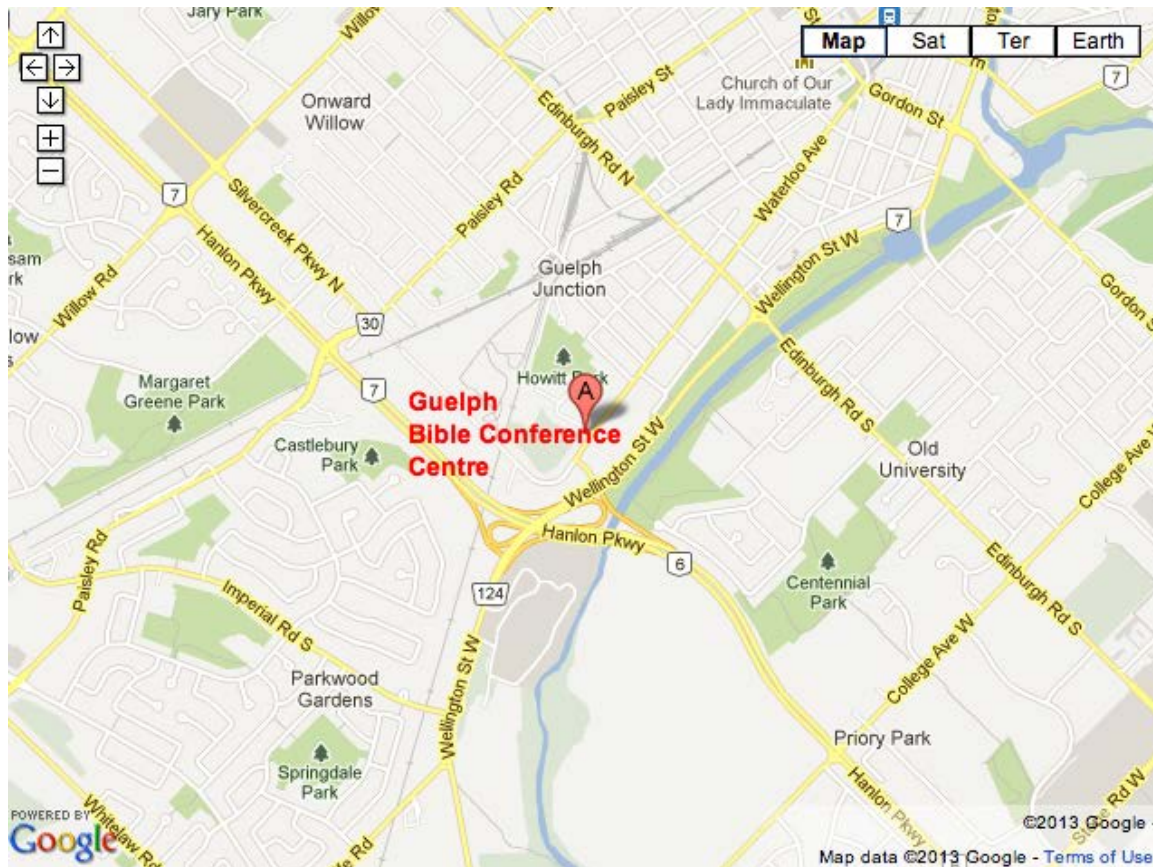 Jary Park
Map
Sat
Ter
Earth
Church of Our
Lady Immaculate
Onward
Willow
Paisley St
Gordon St
7
Edinburgh Rd N
Waterloo Ave
Silvercreek Pkwy N
Paisley Rd
7
Hanlon Pkwy
7
Willow Rd
Guelph
Junction
Wellington St W
Gordon St
30
Edinburgh Rd S
Howitt Park
A
Margaret
Greene Park
7
Guelph
Bible Conference
Centre
Castlebury
Park
Wellington St W
Old
University
College Ave W
Hanlon Pkwy
6
Centennial
Park
Edinburgh Rd S
124
Paisley Rd
Imperial Rd S
College Ave W
Parkwood
Gardens
Wellington St W
Priory Park
Springdale
Park
Hanlon Pkwy
Whitelaw Rd
POWERED BY
Google
©2013 Google -
Map data ©2013 Google - Terms of Use